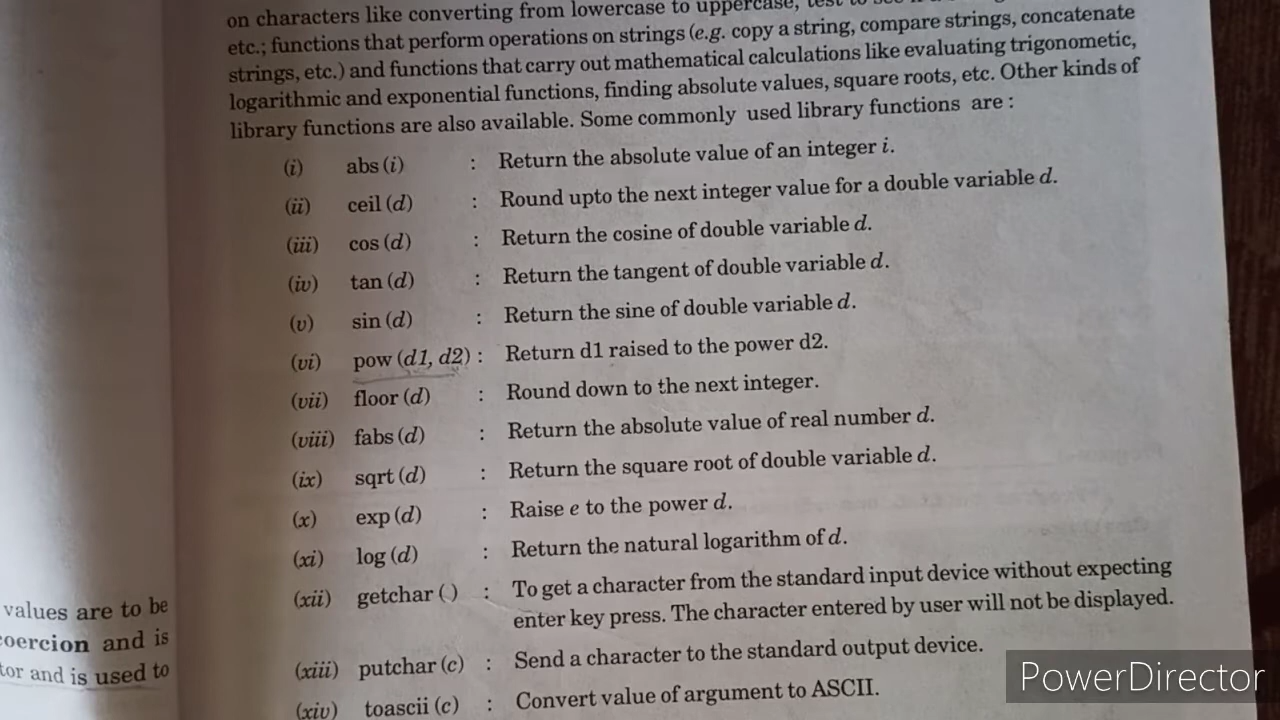 on characters like converting from lowercase to uppercase, test to see if a
etc.; functions that perform operations on strings (e.g. copy a string, compare strings, concatenate
strings, etc.) and functions that carry out mathematical calculations like evaluating trigonometic,
logarithmic and exponential functions, finding absolute values, square roots, etc. Other kinds of
library functions are also available. Some commonly used library functions are :
(i) abs (i) : Return the absolute value of an integer i.
(ii) ceil (d) : Round upto the next integer value for a double variable d.
(iii) cos (d) : Return the cosine of double variable d.
(iv) tan (d) : Return the tangent of double variable d.
(v) sin (d) : Return the sine of double variable d.
(vi) pow (d1, d2) : Return d1 raised to the power d2.
(vii) floor (d) : Round down to the next integer.
(viii) fabs (d) : Return the absolute value of real number d.
(ix) sqrt (d) : Return the square root of double variable d.
(x) exp (d) : Raise e to the power d.
(xi) log (d) : Return the natural logarithm of d.
(xii) getchar ( ) : To get a character from the standard input device without expecting
enter key press. The character entered by user will not be displayed.
(xiii) putchar (c) : Send a character to the standard output device.
(xiv) toascii (c) : Convert value of argument to ASCII.
values are to be
coercion and is
tor and is used to
PowerDirector